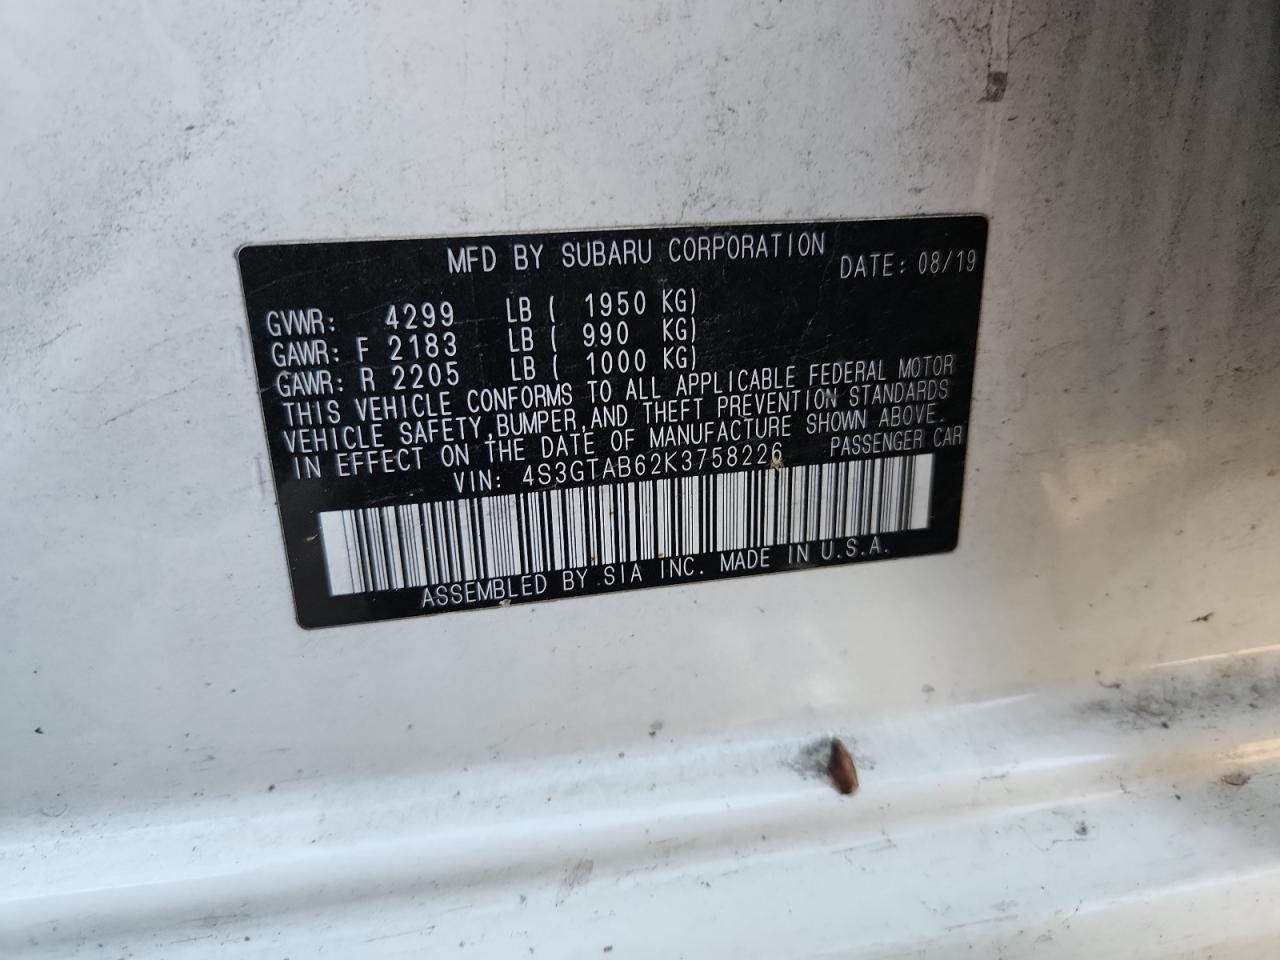 MFD BY SUBARU CORPORATION DATE: 08/19
GVWR: 4299 LB ( 1950 KG)
GAWR: F 2183 LB ( 990 KG)
GAWR: R 2205 LB ( 1000 KG)
THIS VEHICLE CONFORMS TO ALL APPLICABLE FEDERAL MOTOR
VEHICLE SAFETY,BUMPER,AND THEFT PREVENTION STANDARDS
IN EFFECT ON THE DATE OF MANUFACTURE SHOWN ABOVE.
VIN: 4S3GTAB62K3758226 PASSENGER CAR
ASSEMBLED BY SIA INC. MADE IN U.S.A.